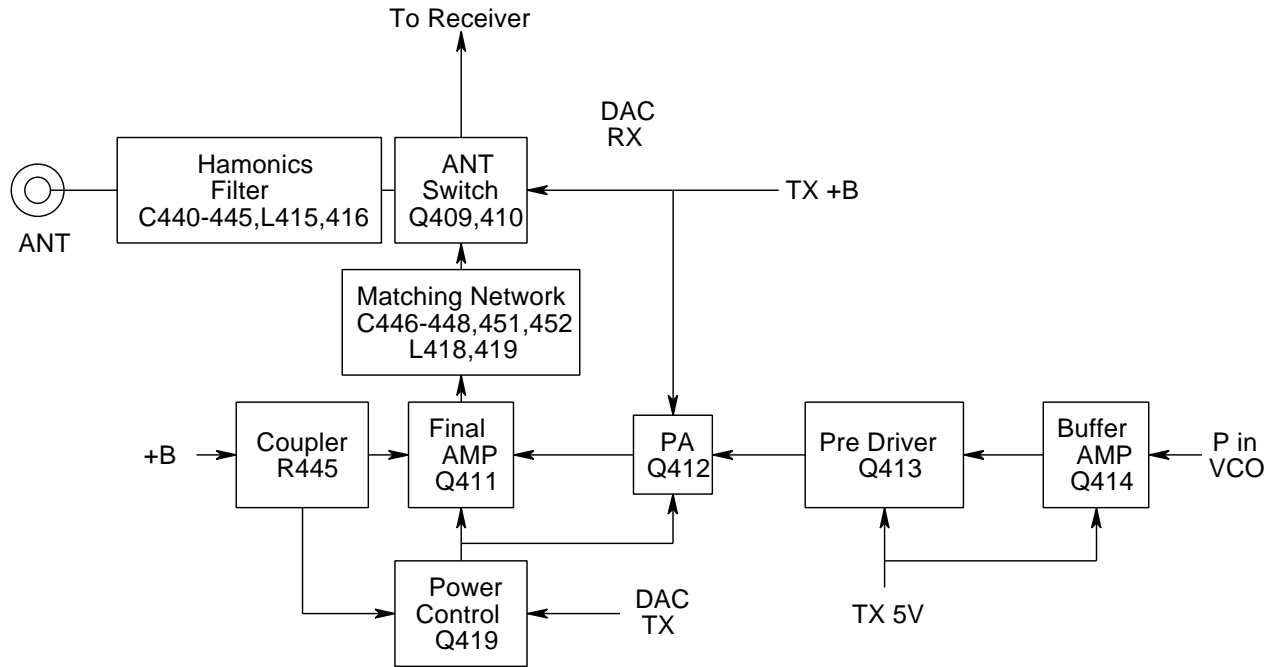 To Receiver
DAC
RX
Hamonics
Filter
C440-445,L415,416
ANT
Switch
Q409,410
TX +B
ANT
Matching Network
C446-448,451,452
L418,419
+B
Coupler
R445
Final
AMP
Q411
PA
Q412
Pre Driver
Q413
Buffer
AMP
Q414
P in
VCO
Power
Control
Q419
DAC
TX
TX 5V